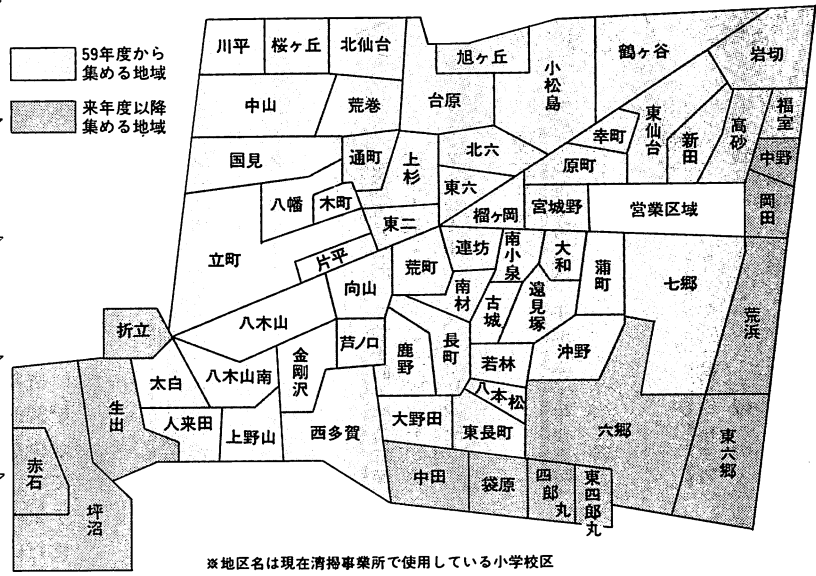 59年度から
集める地域
来年度以降
集める地域
川平
桜ヶ丘
北仙台
旭ヶ丘
小松島
鶴ヶ谷
岩切
中山
荒巻
台原
幸町
東仙台
新田
高砂
福室
中野
国見
通町
上杉
北六
原町
岡田
八幡
木町
東六
榴ヶ岡
宮城野
営業区域
立町
東二
片平
荒町
連坊
南小泉
大和
蒲町
七郷
荒浜
向山
南材
古城
遠見塚
折立
八木山
芦ノ口
鹿野
長町
若林
沖野
太白
八木山南
金剛沢
八本松
生出
人来田
上野山
西多賀
大野田
東長町
六郷
東六郷
赤石
坪沼
中田
袋原
四郎丸
東四郎丸
※地区名は現在清掃事業所で使用している小学校区